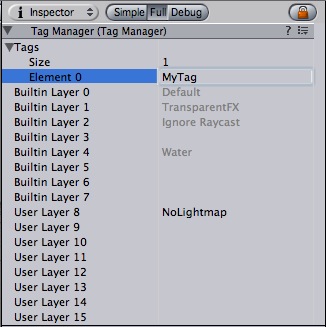 i Inspector Simple Full Debug
Tag Manager (Tag Manager) ?
Tags
Size 1
Element 0 MyTag
Builtin Layer 0 Default
Builtin Layer 1 TransparentFX
Builtin Layer 2 Ignore Raycast
Builtin Layer 3
Builtin Layer 4 Water
Builtin Layer 5
Builtin Layer 6
Builtin Layer 7
User Layer 8 NoLightmap
User Layer 9
User Layer 10
User Layer 11
User Layer 12
User Layer 13
User Layer 14
User Layer 15